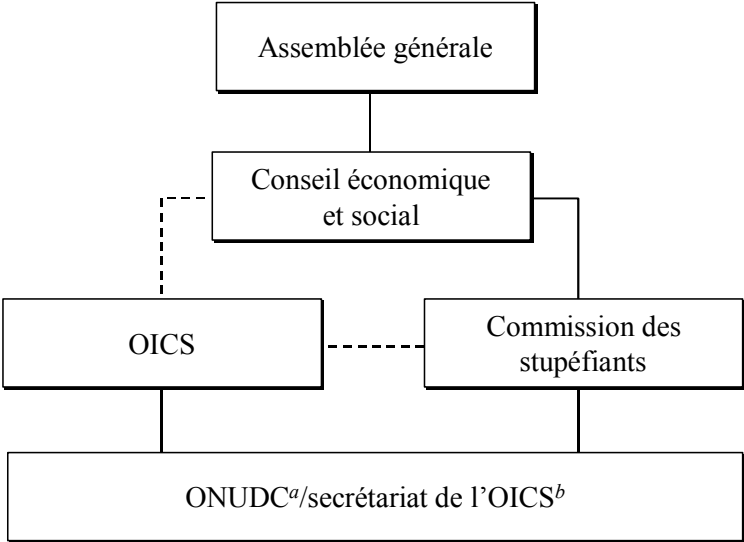 Assemblée générale
Conseil économique
et social
OICS
Commission des
stupéfiants
ONUDCᵃ/secrétariat de l’OICSᵇ